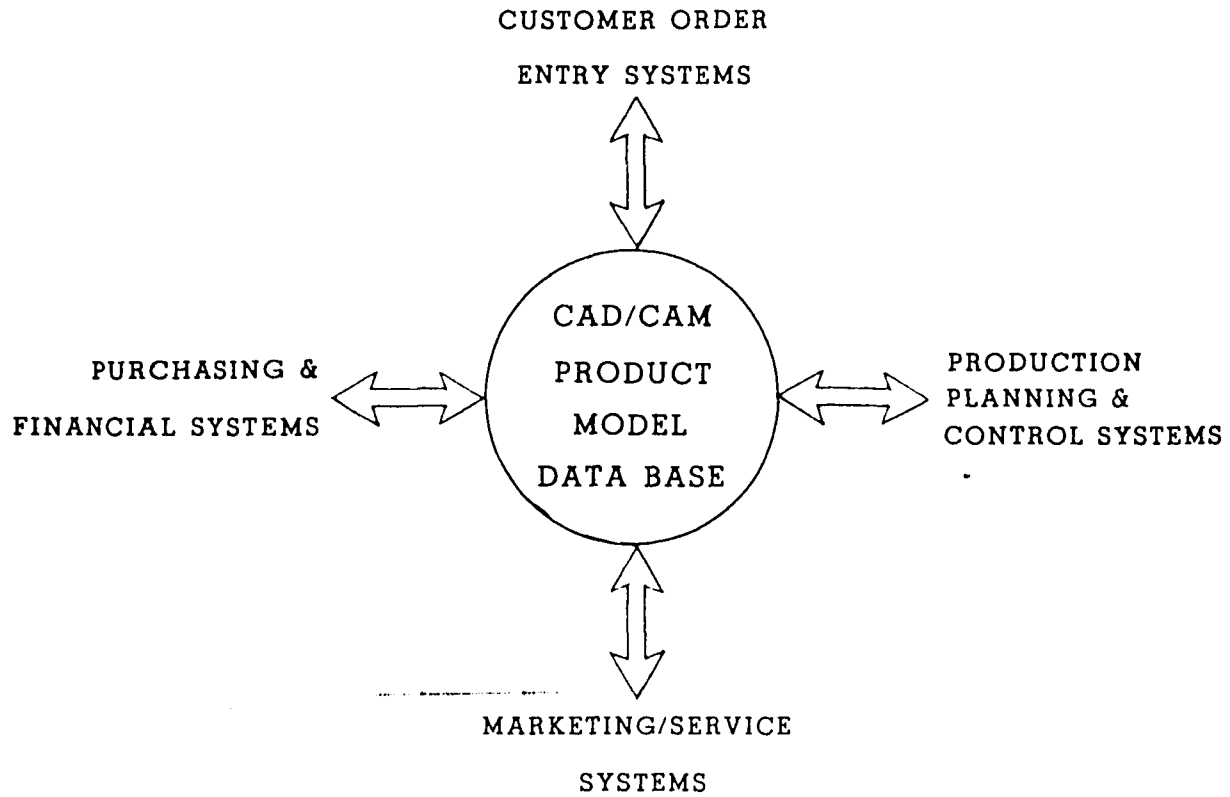 CUSTOMER ORDER
ENTRY SYSTEMS
CAD/CAM
PRODUCT
MODEL
DATA BASE
PURCHASING &
FINANCIAL SYSTEMS
PRODUCTION
PLANNING &
CONTROL SYSTEMS
MARKETING/SERVICE
SYSTEMS